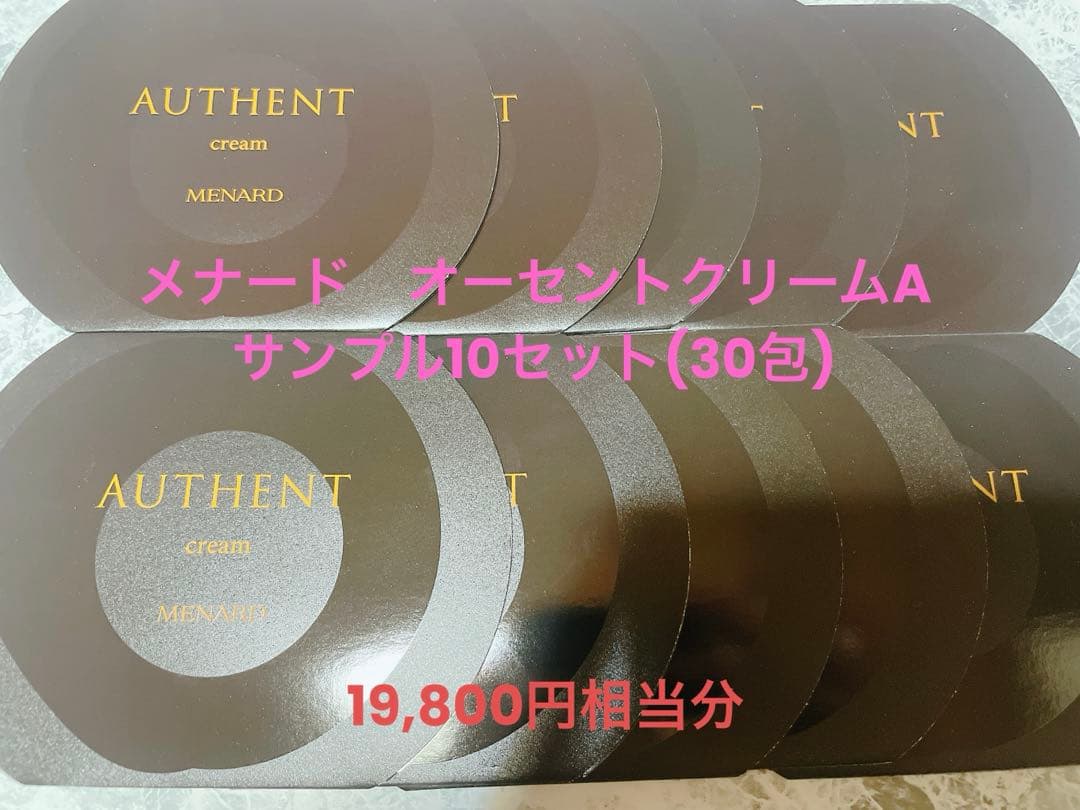 AUTHENT
cream
MENARD
T
NT
メナード　オーセントクリームA
サンプル10セット(30包)
AUTHENT
cream
MENARD
T
NT
19,800円相当分